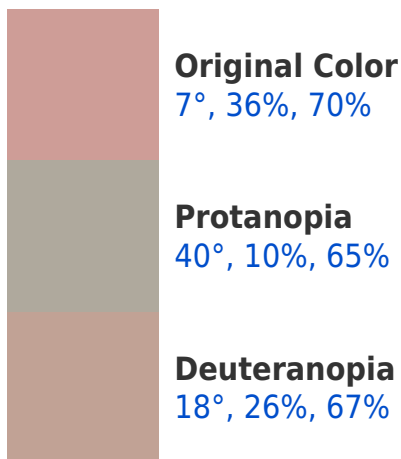 Original Color
7°, 36%, 70%
Protanopia
40°, 10%, 65%
Deuteranopia
18°, 26%, 67%